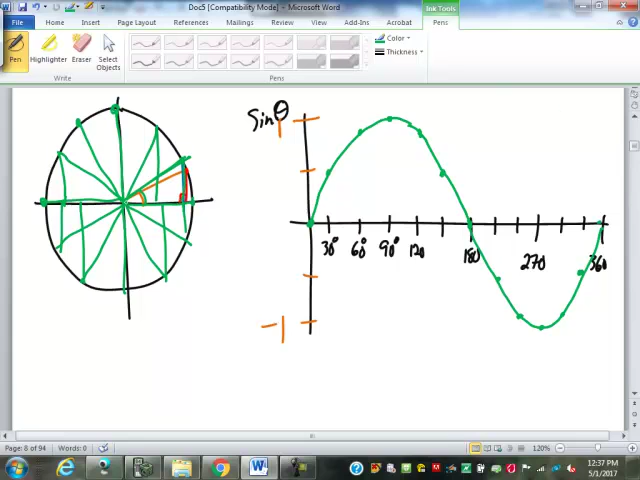 Doc5 [Compatibility Mode] - Microsoft Word
Ink Tools
File Home Insert Page Layout References Mailings Review View Add-Ins Acrobat Pens
Pen Highlighter Eraser Select Objects
Color
Thickness
Write
Pens
sinθ
1
30° 60° 90° 120 180 270 360
-1
Page: 8 of 94 Words: 0 120%
12:37 PM
5/1/2017